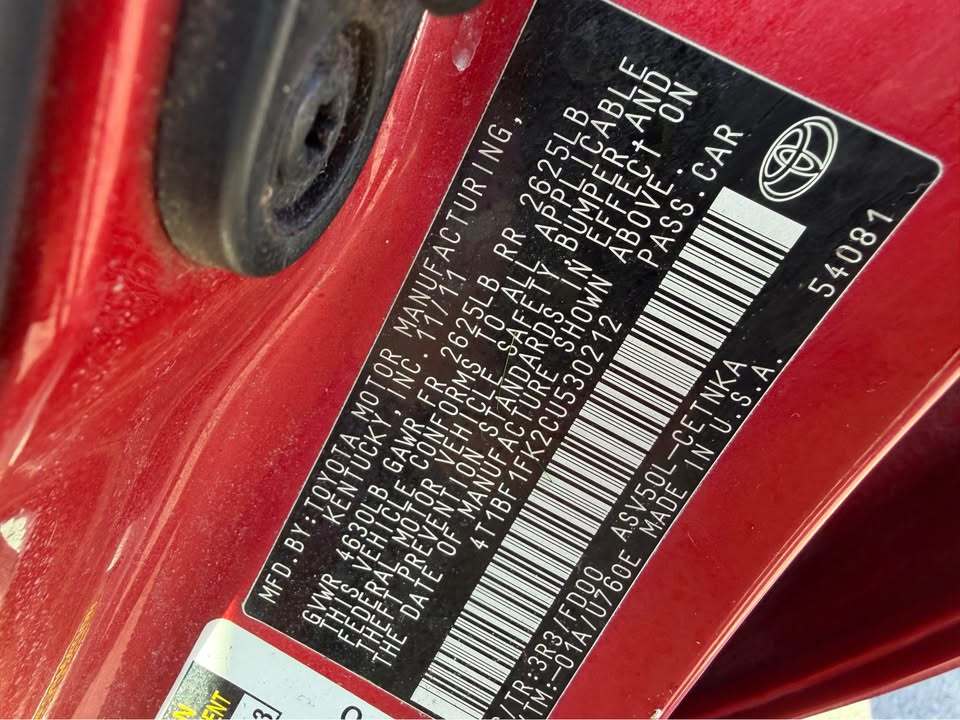 MFD.BY:TOYOTA MOTOR MANUFACTURING,
KENTUCKY, INC. 11/11
GVWR 4630LB GAWR FR 2625LB RR 2625LB
THIS VEHICLE CONFORMS TO ALL APPLICABLE
FEDERAL MOTOR VEHICLE SAFETY, BUMPER, AND
THEFT PREVENTION STANDARDS IN EFFECT ON
THE DATE OF MANUFACTURE SHOWN ABOVE.
4T1BF1FK2CU530212 PASS.CAR
/TR:3R3/FD00 ASV50L-CETNKA
/TM:-01A/U760E MADE IN U.S.A.
54081